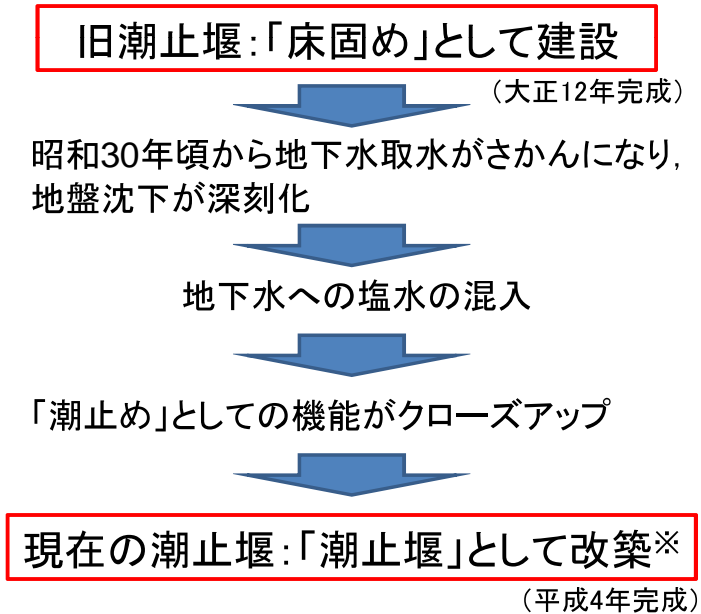 旧潮止堰：「床固め」として建設
（大正12年完成）
昭和30年頃から地下水取水がさかんになり，
地盤沈下が深刻化
地下水への塩水の混入
「潮止め」としての機能がクローズアップ
現在の潮止堰：「潮止堰」として改築※
（平成4年完成）